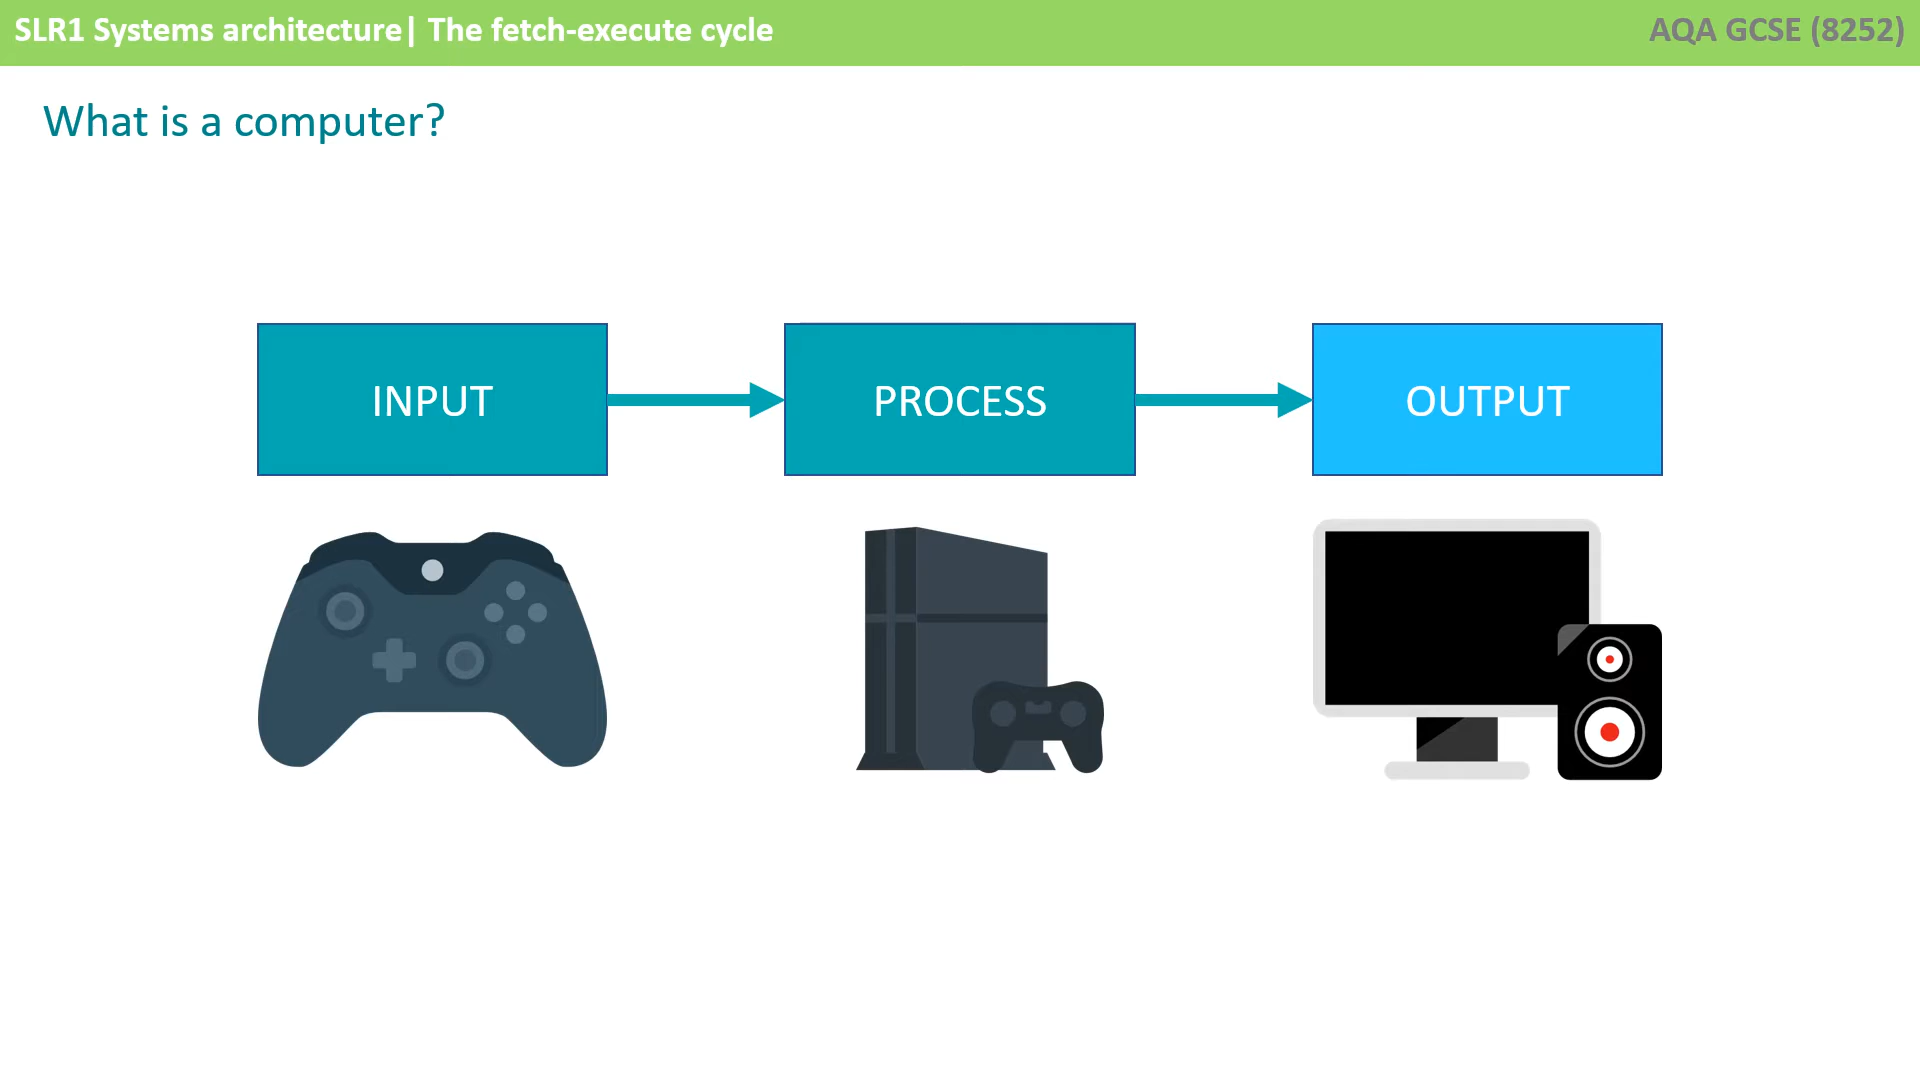 SLR1 Systems architecture| The fetch-execute cycle
AQA GCSE (8252)
What is a computer?
INPUT
PROCESS
OUTPUT